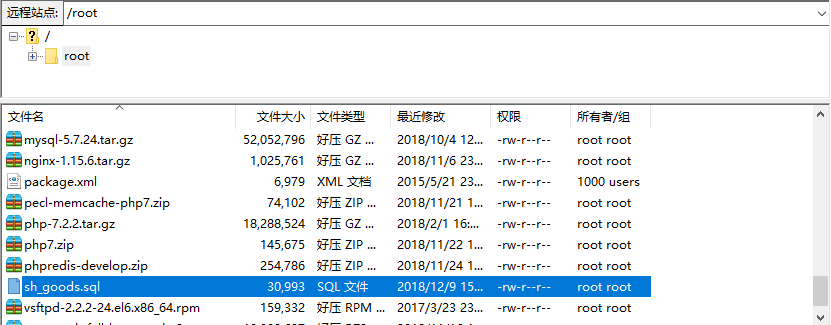 远程站点: /root
/
root
文件名 文件大小 文件类型 最近修改 权限 所有者/组
mysql-5.7.24.tar.gz 52,052,796 好压 GZ ... 2018/10/4 12... -rw-r--r-- root root
nginx-1.15.6.tar.gz 1,025,761 好压 GZ ... 2018/11/6 23... -rw-r--r-- root root
package.xml 6,979 XML 文档 2015/5/21 23... -rw-r--r-- 1000 users
pecl-memcache-php7.zip 74,102 好压 ZIP ... 2018/11/21 1... -rw-r--r-- root root
php-7.2.2.tar.gz 18,288,524 好压 GZ ... 2018/2/1 16:... -rw-r--r-- root root
php7.zip 145,675 好压 ZIP ... 2018/11/22 1... -rw-r--r-- root root
phpredis-develop.zip 254,786 好压 ZIP ... 2018/11/24 1... -rw-r--r-- root root
sh_goods.sql 30,993 SQL 文件 2018/12/9 15... -rw-r--r-- root root
vsftpd-2.2.2-24.el6.x86_64.rpm 159,332 好压 RPM ... 2017/3/23 23... -rw-r--r-- root root